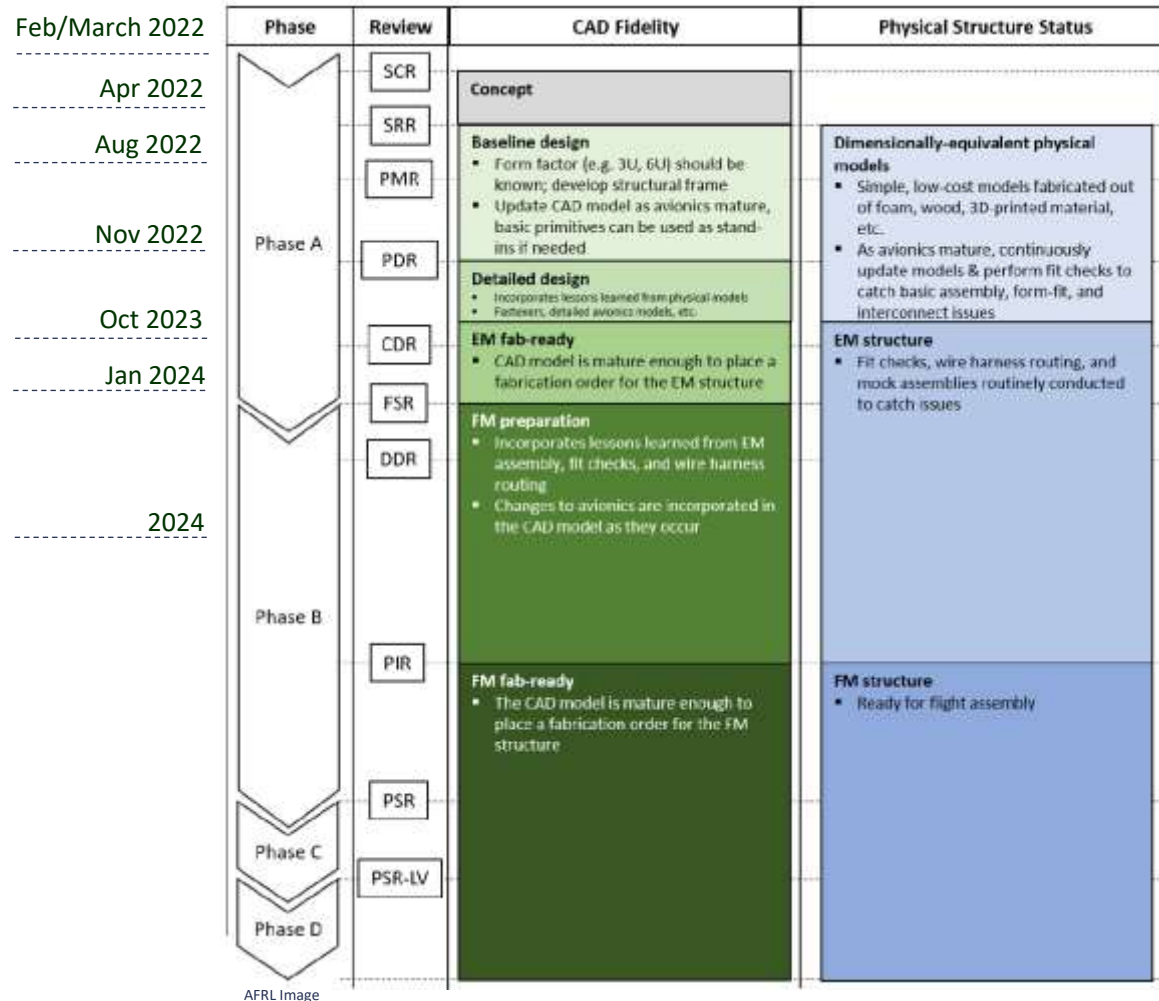 Feb/March 2022
Apr 2022
Aug 2022
Nov 2022
Oct 2023
Jan 2024
2024
Phase
Review
CAD Fidelity
Physical Structure Status
Phase A
Phase B
Phase C
Phase D
SCR
SRR
PMR
PDR
CDR
FSR
DDR
PIR
PSR
PSR-LV
Concept
Baseline design
▪ Form factor (e.g. 3U, 6U) should be
known; develop structural frame
▪ Update CAD model as avionics mature,
basic primitives can be used as stand-
ins if needed
Detailed design
▪ Incorporates lessons learned from physical models
▪ Fasteners, detailed avionics models, etc.
EM fab-ready
▪ CAD model is mature enough to place a
fabrication order for the EM structure
FM preparation
▪ Incorporates lessons learned from EM
assembly, fit checks, and wire harness
routing
▪ Changes to avionics are incorporated in
the CAD model as they occur
FM fab-ready
▪ The CAD model is mature enough to
place a fabrication order for the FM
structure
Dimensionally-equivalent physical
models
▪ Simple, low-cost models fabricated out
of foam, wood, 3D-printed material,
etc.
▪ As avionics mature, continuously
update models & perform fit checks to
catch basic assembly, form-fit, and
interconnect issues
EM structure
▪ Fit checks, wire harness routing, and
mock assemblies routinely conducted
to catch issues
FM structure
▪ Ready for flight assembly
AFRL Image